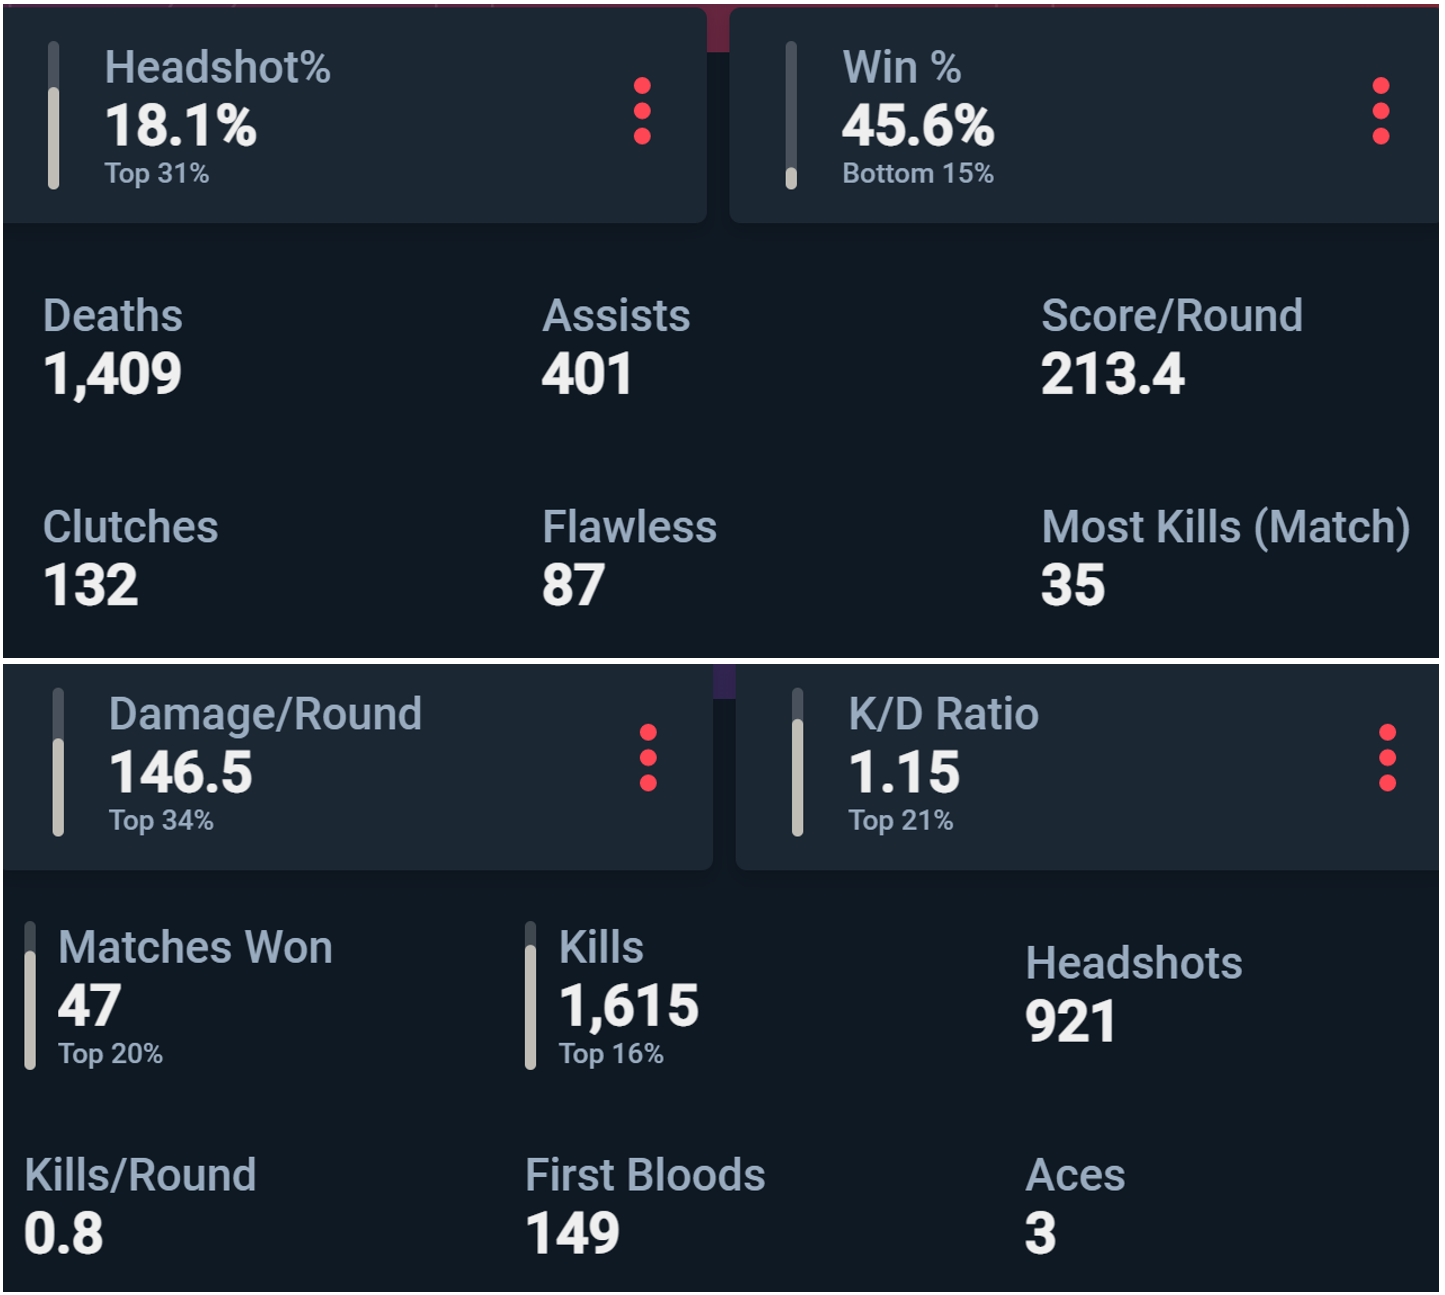 Headshot%
18.1%
Top 31%
Win %
45.6%
Bottom 15%
Deaths
1,409
Assists
401
Score/Round
213.4
Clutches
132
Flawless
87
Most Kills (Match)
35
Damage/Round
146.5
Top 34%
K/D Ratio
1.15
Top 21%
Matches Won
47
Top 20%
Kills
1,615
Top 16%
Headshots
921
Kills/Round
0.8
First Bloods
149
Aces
3